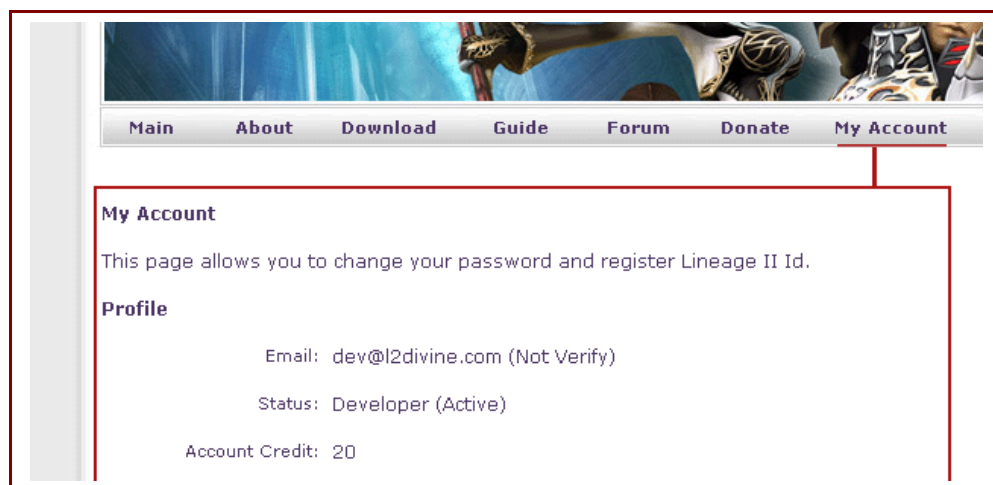 Main About Download Guide Forum Donate My Account
My Account
This page allows you to change your password and register Lineage II Id.
Profile
Email: dev@l2divine.com (Not Verify)
Status: Developer (Active)
Account Credit: 20